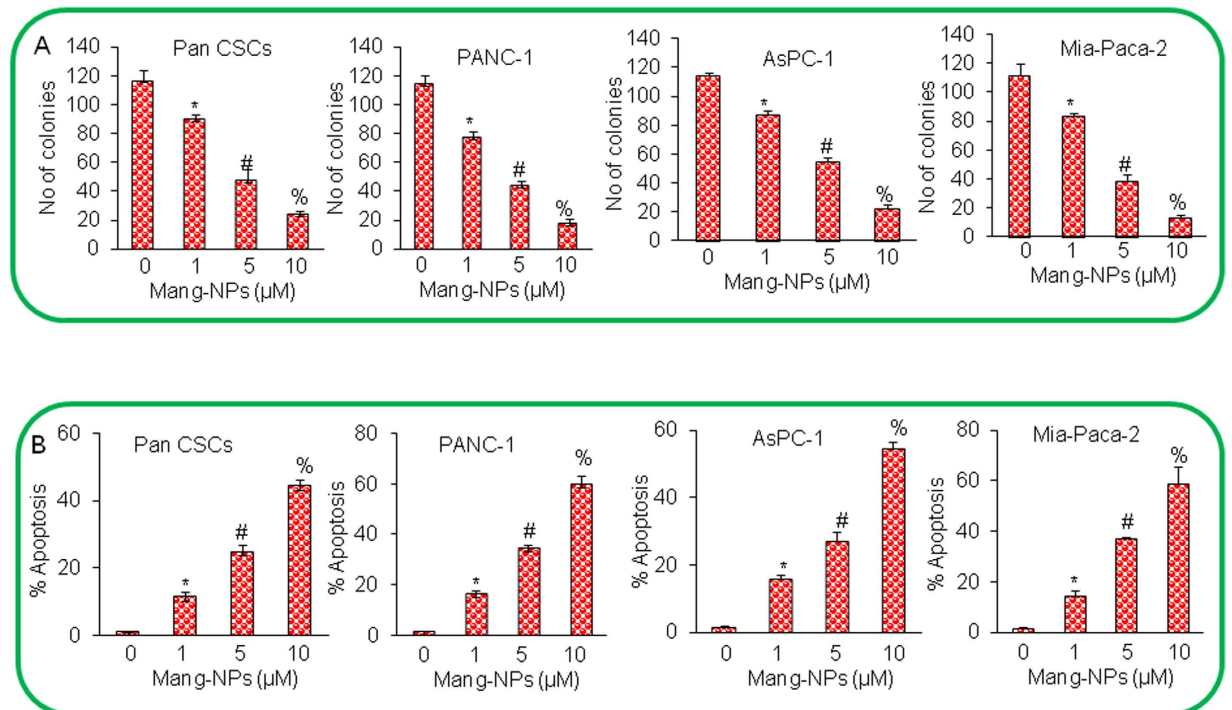 A
Pan CSCs
No of colonies
140
120
100
80
60
40
20
0
*
#
%
0 1 5 10
Mang-NPs (µM)
PANC-1
No of colonies
140
120
100
80
60
40
20
0
*
#
%
0 1 5 10
Mang-NPs (µM)
AsPC-1
No of colonies
140
120
100
80
60
40
20
0
*
#
%
0 1 5 10
Mang-NPs (µM)
Mia-Paca-2
No of colonies
140
120
100
80
60
40
20
0
*
#
%
0 1 5 10
Mang-NPs (µM)
B
Pan CSCs
% Apoptosis
60
40
20
0
*
#
%
0 1 5 10
Mang-NPs (µM)
PANC-1
% Apoptosis
80
60
40
20
0
*
#
%
0 1 5 10
Mang-NPs (µM)
AsPC-1
% Apoptosis
60
40
20
0
*
#
%
0 1 5 10
Mang-NPs (µM)
Mia-Paca-2
% Apoptosis
80
60
40
20
0
*
#
%
0 1 5 10
Mang-NPs (µM)